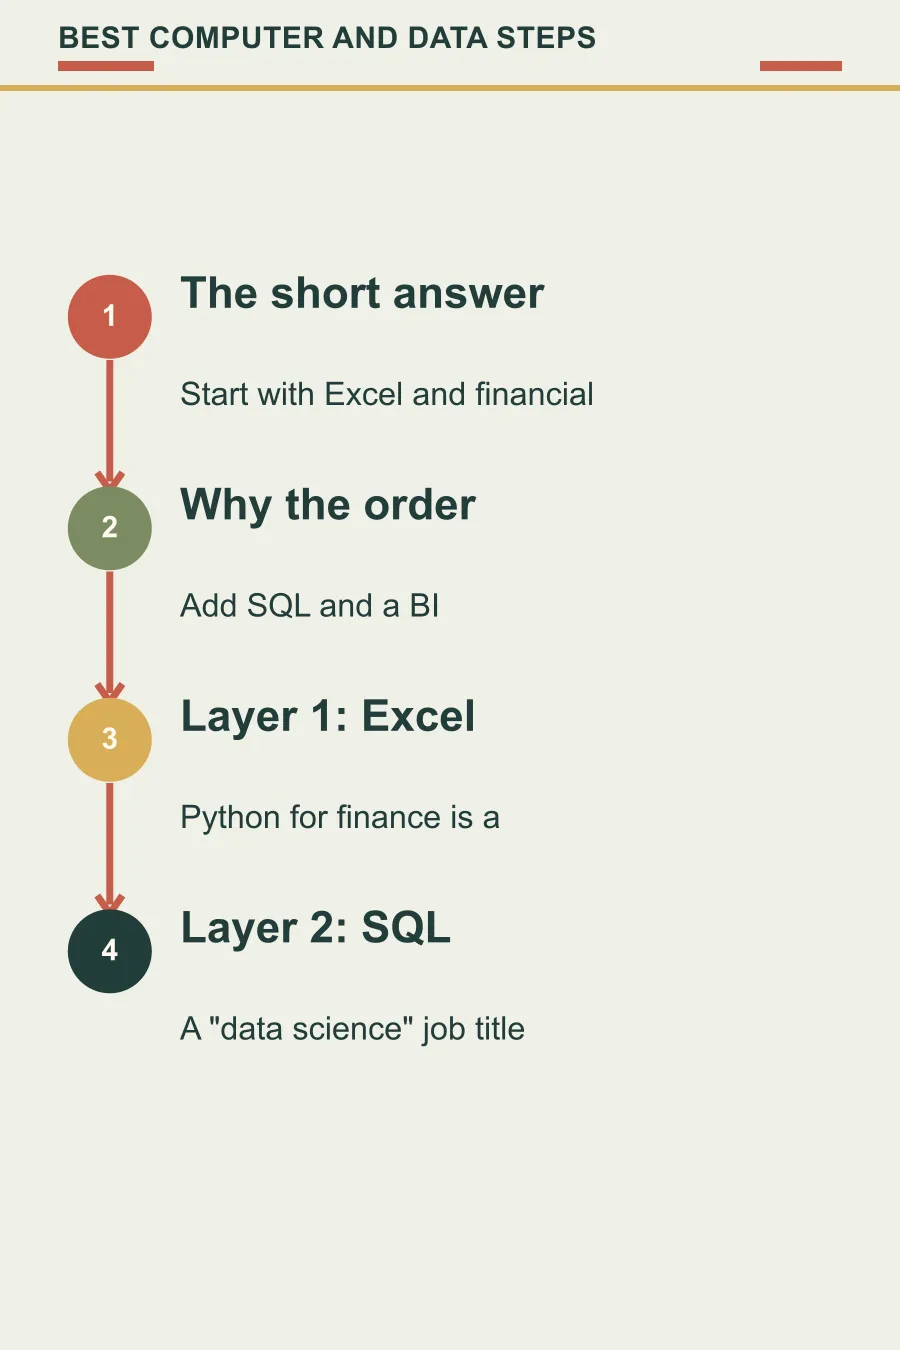 BEST COMPUTER AND DATA STEPS
1
The short answer
Start with Excel and financial
2
Why the order
Add SQL and a BI
3
Layer 1: Excel
Python for finance is a
4
Layer 2: SQL
A "data science" job title